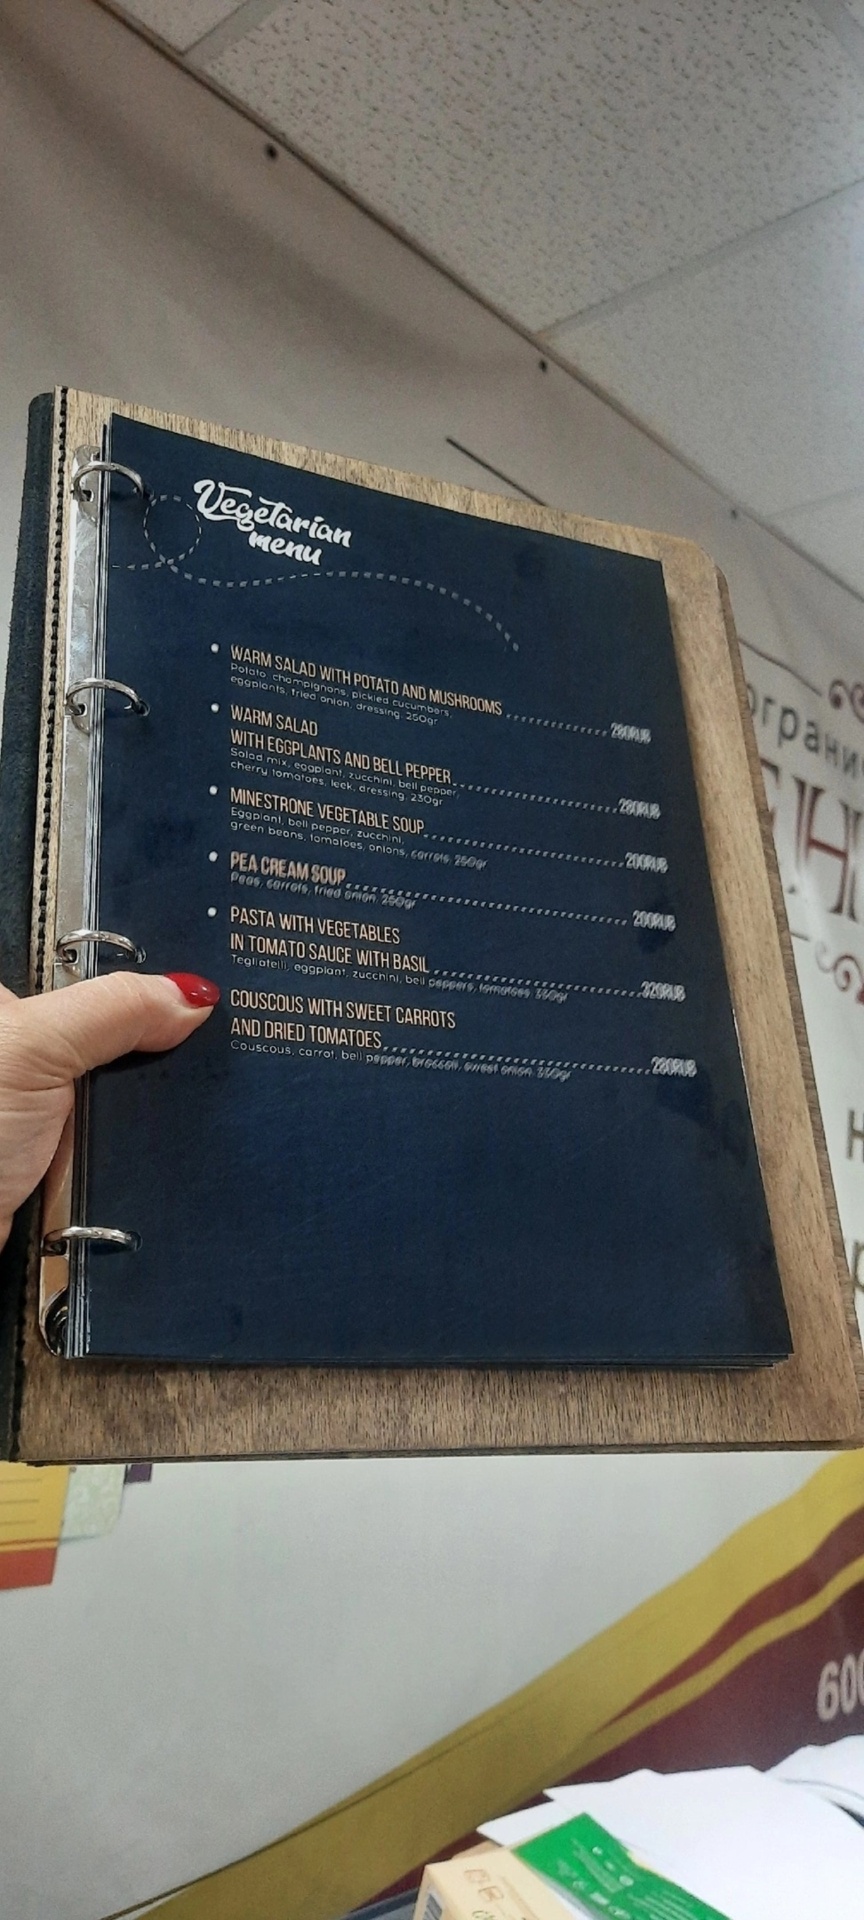 Vegetarian
menu
WARM SALAD WITH POTATO AND MUSHROOMS 280RUB
Potato champignons, pickled cucumbers,
eggplants, fried onion, dressing. 250gr
WARM SALAD
WITH EGGPLANTS AND BELL PEPPER 280RUB
Salad mix, eggplant, zucchini, bell pepper,
cherry tomatoes, leek, dressing. 230gr
MINESTRONE VEGETABLE SOUP 200RUB
Eggplant, bell pepper, zucchini,
green beans, tomatoes, onions, carrots. 250gr
PEA CREAM SOUP 200RUB
Peas, carrots, fried onion. 250gr
PASTA WITH VEGETABLES
IN TOMATO SAUCE WITH BASIL 320RUB
Tegliatelli, eggplant, zucchini, bell peppers, tomatoes. 330gr
COUSCOUS WITH SWEET CARROTS
AND DRIED TOMATOES 280RUB
Couscous, carrot, bell pepper, broccoli, sweet onion. 330gr
600